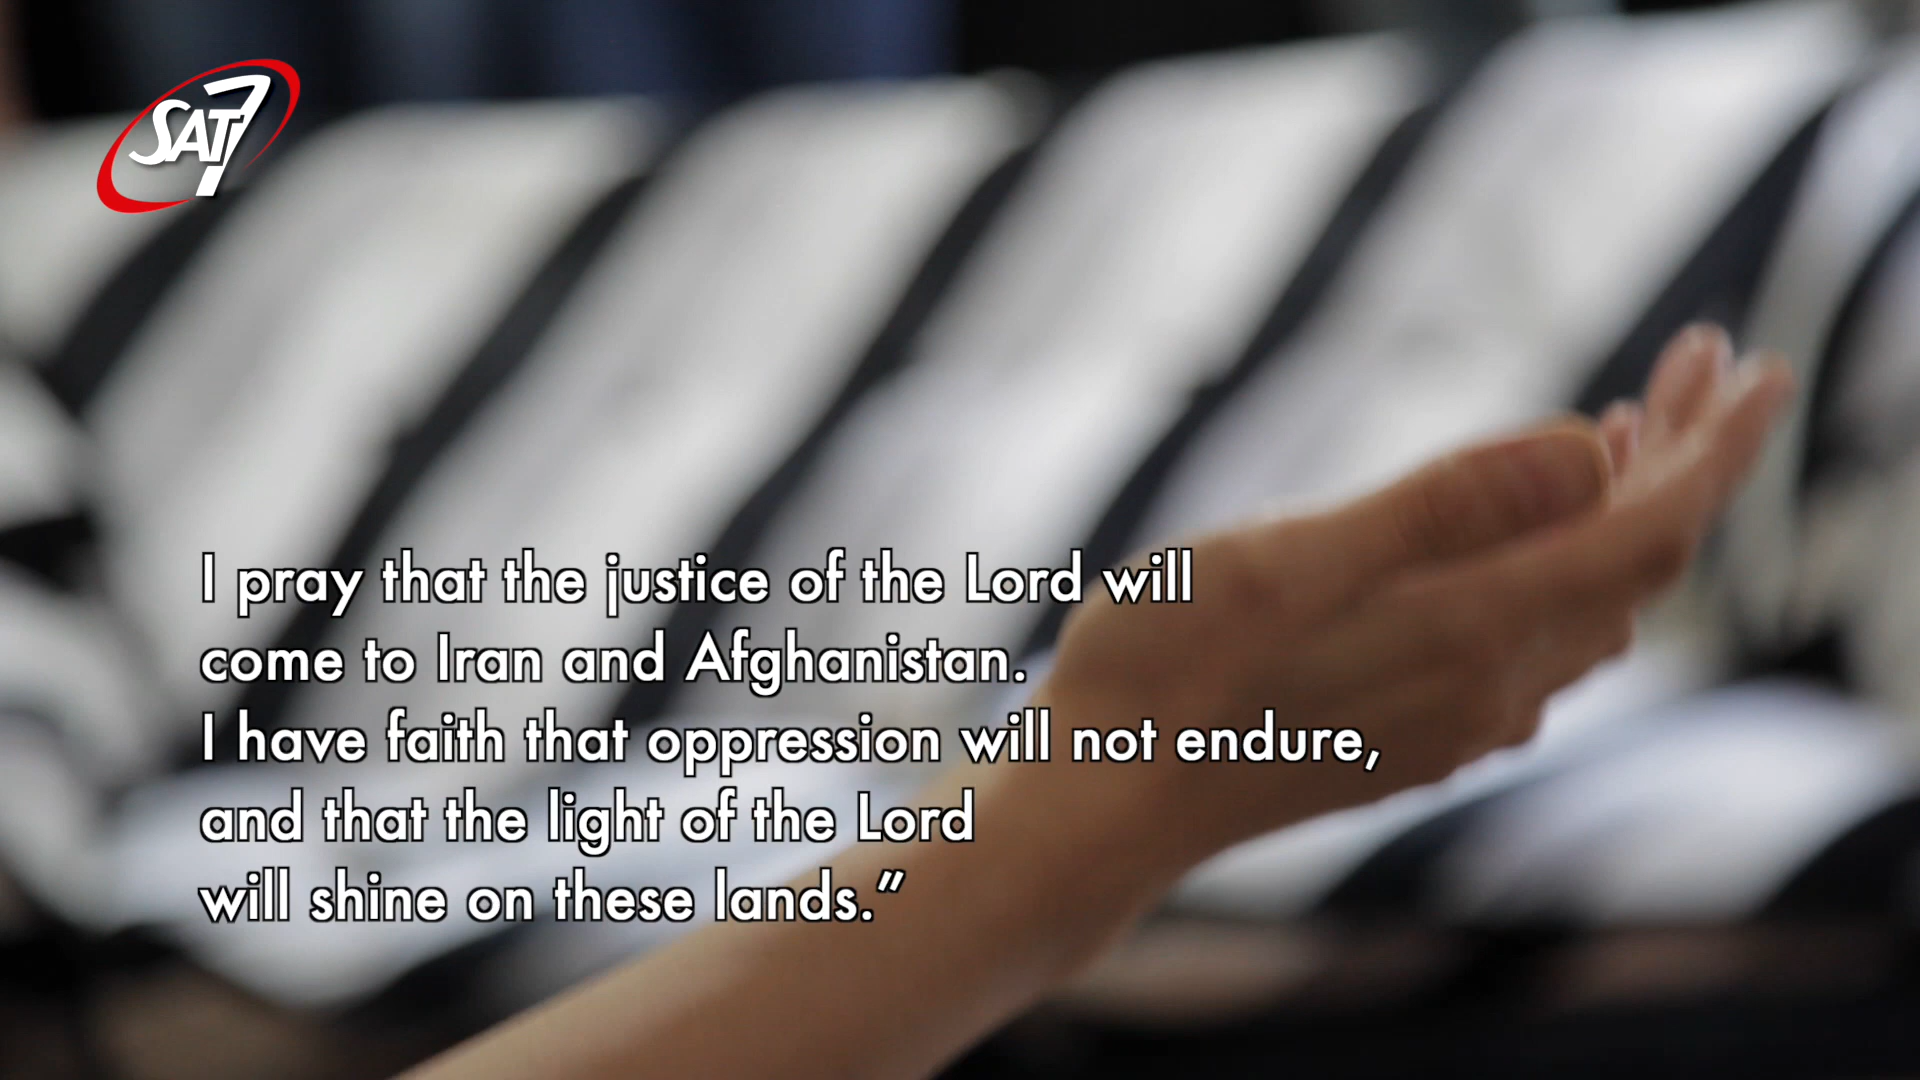 SAT7
I pray that the justice of the Lord will
come to Iran and Afghanistan.
I have faith that oppression will not endure,
and that the light of the Lord
will shine on these lands.”